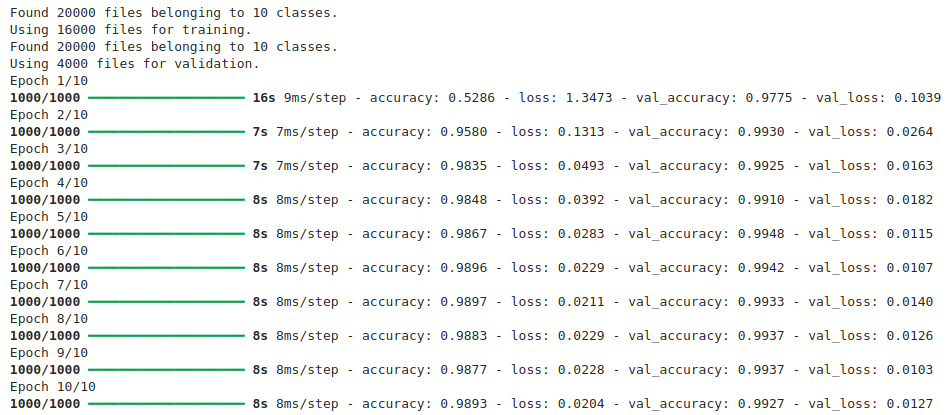 Found 20000 files belonging to 10 classes.
Using 16000 files for training.
Found 20000 files belonging to 10 classes.
Using 4000 files for validation.
Epoch 1/10
1000/1000 ━━━━━━━━━━━━━━━━━━━━ 16s 9ms/step - accuracy: 0.5286 - loss: 1.3473 - val_accuracy: 0.9775 - val_loss: 0.1039
Epoch 2/10
1000/1000 ━━━━━━━━━━━━━━━━━━━━ 7s 7ms/step - accuracy: 0.9580 - loss: 0.1313 - val_accuracy: 0.9930 - val_loss: 0.0264
Epoch 3/10
1000/1000 ━━━━━━━━━━━━━━━━━━━━ 7s 7ms/step - accuracy: 0.9835 - loss: 0.0493 - val_accuracy: 0.9925 - val_loss: 0.0163
Epoch 4/10
1000/1000 ━━━━━━━━━━━━━━━━━━━━ 8s 8ms/step - accuracy: 0.9848 - loss: 0.0392 - val_accuracy: 0.9910 - val_loss: 0.0182
Epoch 5/10
1000/1000 ━━━━━━━━━━━━━━━━━━━━ 8s 8ms/step - accuracy: 0.9867 - loss: 0.0283 - val_accuracy: 0.9948 - val_loss: 0.0115
Epoch 6/10
1000/1000 ━━━━━━━━━━━━━━━━━━━━ 8s 8ms/step - accuracy: 0.9896 - loss: 0.0229 - val_accuracy: 0.9942 - val_loss: 0.0107
Epoch 7/10
1000/1000 ━━━━━━━━━━━━━━━━━━━━ 8s 8ms/step - accuracy: 0.9897 - loss: 0.0211 - val_accuracy: 0.9933 - val_loss: 0.0140
Epoch 8/10
1000/1000 ━━━━━━━━━━━━━━━━━━━━ 8s 8ms/step - accuracy: 0.9883 - loss: 0.0229 - val_accuracy: 0.9937 - val_loss: 0.0126
Epoch 9/10
1000/1000 ━━━━━━━━━━━━━━━━━━━━ 8s 8ms/step - accuracy: 0.9877 - loss: 0.0228 - val_accuracy: 0.9937 - val_loss: 0.0103
Epoch 10/10
1000/1000 ━━━━━━━━━━━━━━━━━━━━ 8s 8ms/step - accuracy: 0.9893 - loss: 0.0204 - val_accuracy: 0.9927 - val_loss: 0.0127